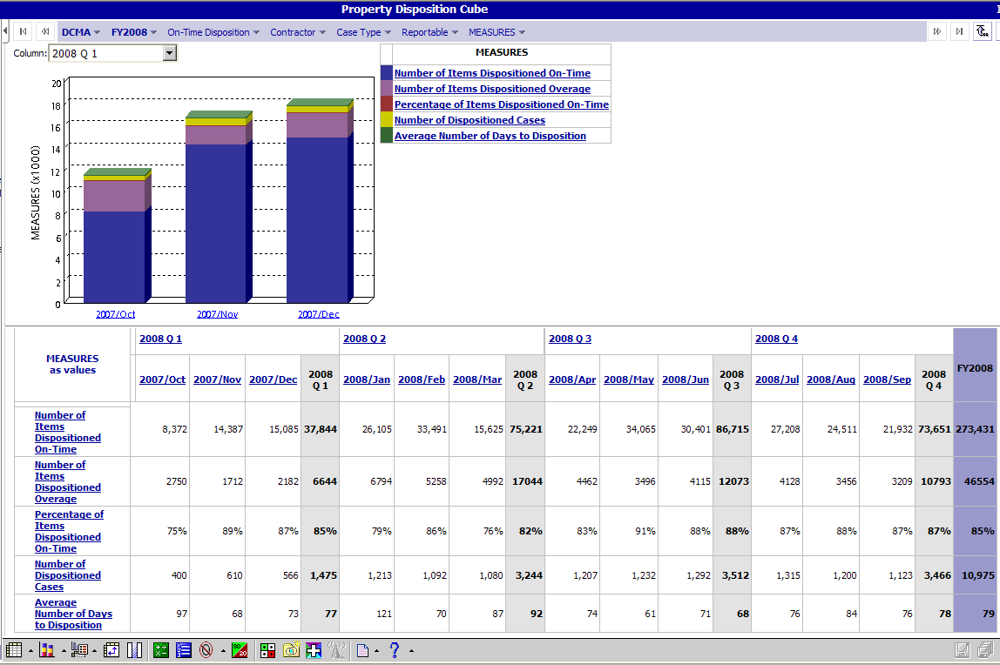 Property Disposition Cube
DCMA FY2008 On-Time Disposition Contractor Case Type Reportable MEASURES
Column: 2008 Q 1
MEASURES
Number of Items Dispositioned On-Time
Number of Items Dispositioned Overage
Percentage of Items Dispositioned On-Time
Number of Dispositioned Cases
Average Number of Days to Disposition
MEASURES (x1000)
20
18
16
14
12
10
8
6
4
2
0
2007/Oct 2007/Nov 2007/Dec
MEASURES
as values
2008 Q 1 2008 Q 2 2008 Q 3 2008 Q 4 FY2008
2007/Oct 2007/Nov 2007/Dec 2008 Q 1 2008/Jan 2008/Feb 2008/Mar 2008 Q 2 2008/Apr 2008/May 2008/Jun 2008 Q 3 2008/Jul 2008/Aug 2008/Sep 2008 Q 4
Number of
Items
Dispositioned
On-Time
8,372 14,387 15,085 37,844 26,105 33,491 15,625 75,221 22,249 34,065 30,401 86,715 27,208 24,511 21,932 73,651 273,431
Number of
Items
Dispositioned
Overage
2750 1712 2182 6644 6794 5258 4992 17044 4462 3496 4115 12073 4128 3456 3209 10793 46554
Percentage of
Items
Dispositioned
On-Time
75% 89% 87% 85% 79% 86% 76% 82% 83% 91% 88% 88% 87% 88% 87% 87% 85%
Number of
Dispositioned
Cases
400 610 566 1,475 1,213 1,092 1,080 3,244 1,207 1,232 1,292 3,512 1,315 1,200 1,123 3,466 10,975
Average
Number of Days
to Disposition
97 68 73 77 121 70 87 92 74 61 71 68 76 84 76 78 79